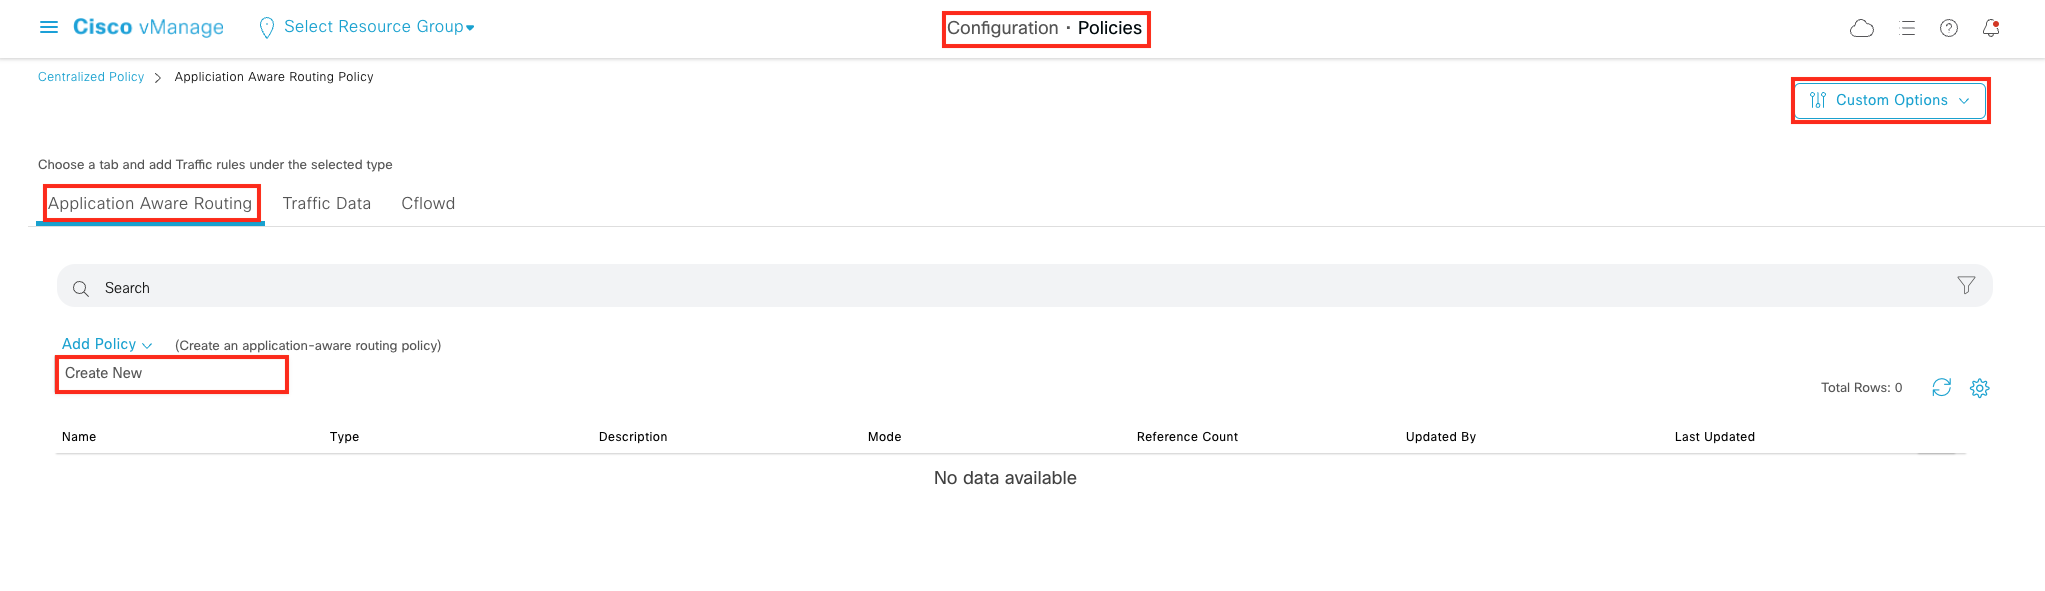 Cisco vManage Select Resource Group Configuration · Policies
Centralized Policy > Appliciation Aware Routing Policy
Custom Options
Choose a tab and add Traffic rules under the selected type
Application Aware Routing Traffic Data Cflowd
Search
Add Policy (Create an application-aware routing policy)
Create New
Total Rows: 0
Name Type Description Mode Reference Count Updated By Last Updated
No data available